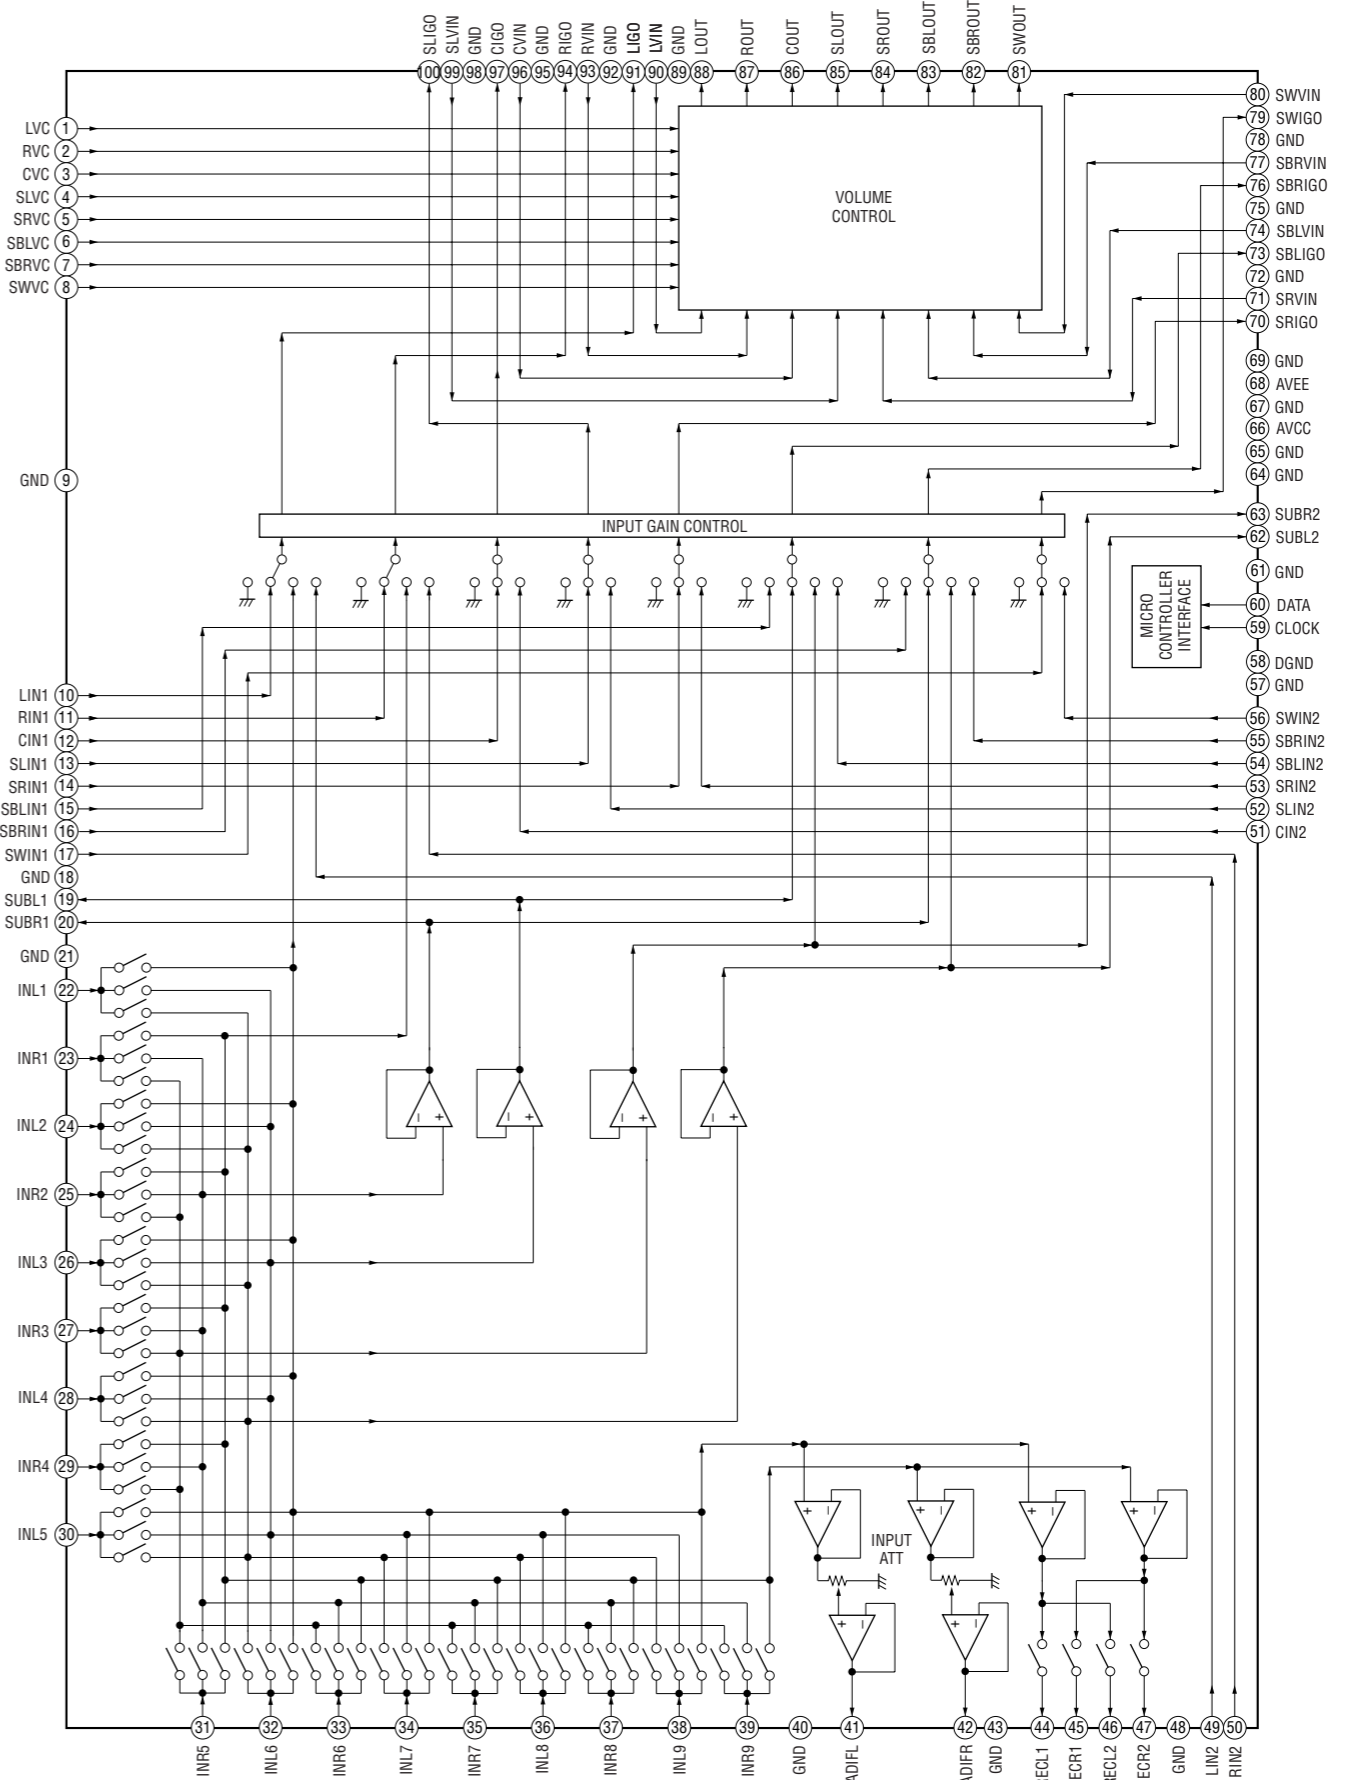 SLIGO
SLVIN
GND
CIGO
CVIN
GND
RIGO
RVIN
GND
LIGO
LVIN
GND
LOUT
ROUT
COUT
SLOUT
SROUT
SBLOUT
SBROUT
SWOUT
100
99
98
97
96
95
94
93
92
91
90
89
88
87
86
85
84
83
82
81
LVC 1
RVC 2
CVC 3
SLVC 4
SRVC 5
SBLVC 6
SBRVC 7
SWVC 8
VOLUME
CONTROL
80 SWVIN
79 SWIGO
78 GND
77 SBRVIN
76 SBRIGO
75 GND
74 SBLVIN
73 SBLIGO
72 GND
71 SRVIN
70 SRIGO
69 GND
68 AVEE
67 GND
66 AVCC
65 GND
64 GND
GND 9
INPUT GAIN CONTROL
63 SUBR2
62 SUBL2
61 GND
MICRO
CONTROLLER
INTERFACE
60 DATA
59 CLOCK
58 DGND
57 GND
LIN1 10
RIN1 11
CIN1 12
SLIN1 13
SRIN1 14
SBLIN1 15
SBRIN1 16
SWIN1 17
GND 18
SUBL1 19
SUBR1 20
GND 21
56 SWIN2
55 SBRIN2
54 SBLIN2
53 SRIN2
52 SLIN2
51 CIN2
INL1 22
INR1 23
INL2 24
INR2 25
INL3 26
INR3 27
INL4 28
INR4 29
INL5 30
− +
− +
− +
− +
+ −
+ −
+ −
+ −
INPUT
ATT
+ −
+ −
31
32
33
34
35
36
37
38
39
40
41
42
43
44
45
46
47
48
49
50
INR5
INL6
INR6
INL7
INR7
INL8
INR8
INL9
INR9
GND
ADIFL
ADIFR
GND
RECL1
ECR1
RECL2
ECR2
GND
LIN2
RIN2